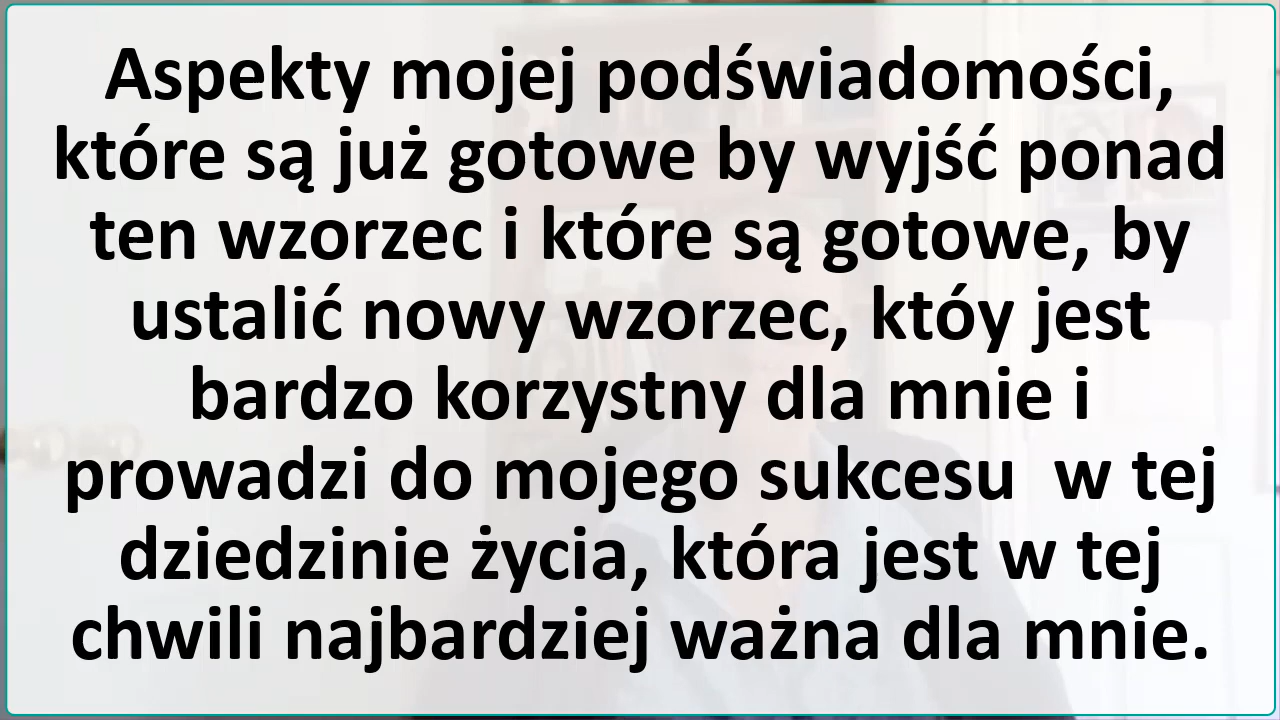 Aspekty mojej podświadomości,
które są już gotowe by wyjść ponad
ten wzorzec i które są gotowe, by
ustalić nowy wzorzec, któy jest
bardzo korzystny dla mnie i
prowadzi do mojego sukcesu  w tej
dziedzinie życia, która jest w tej
chwili najbardziej ważna dla mnie.